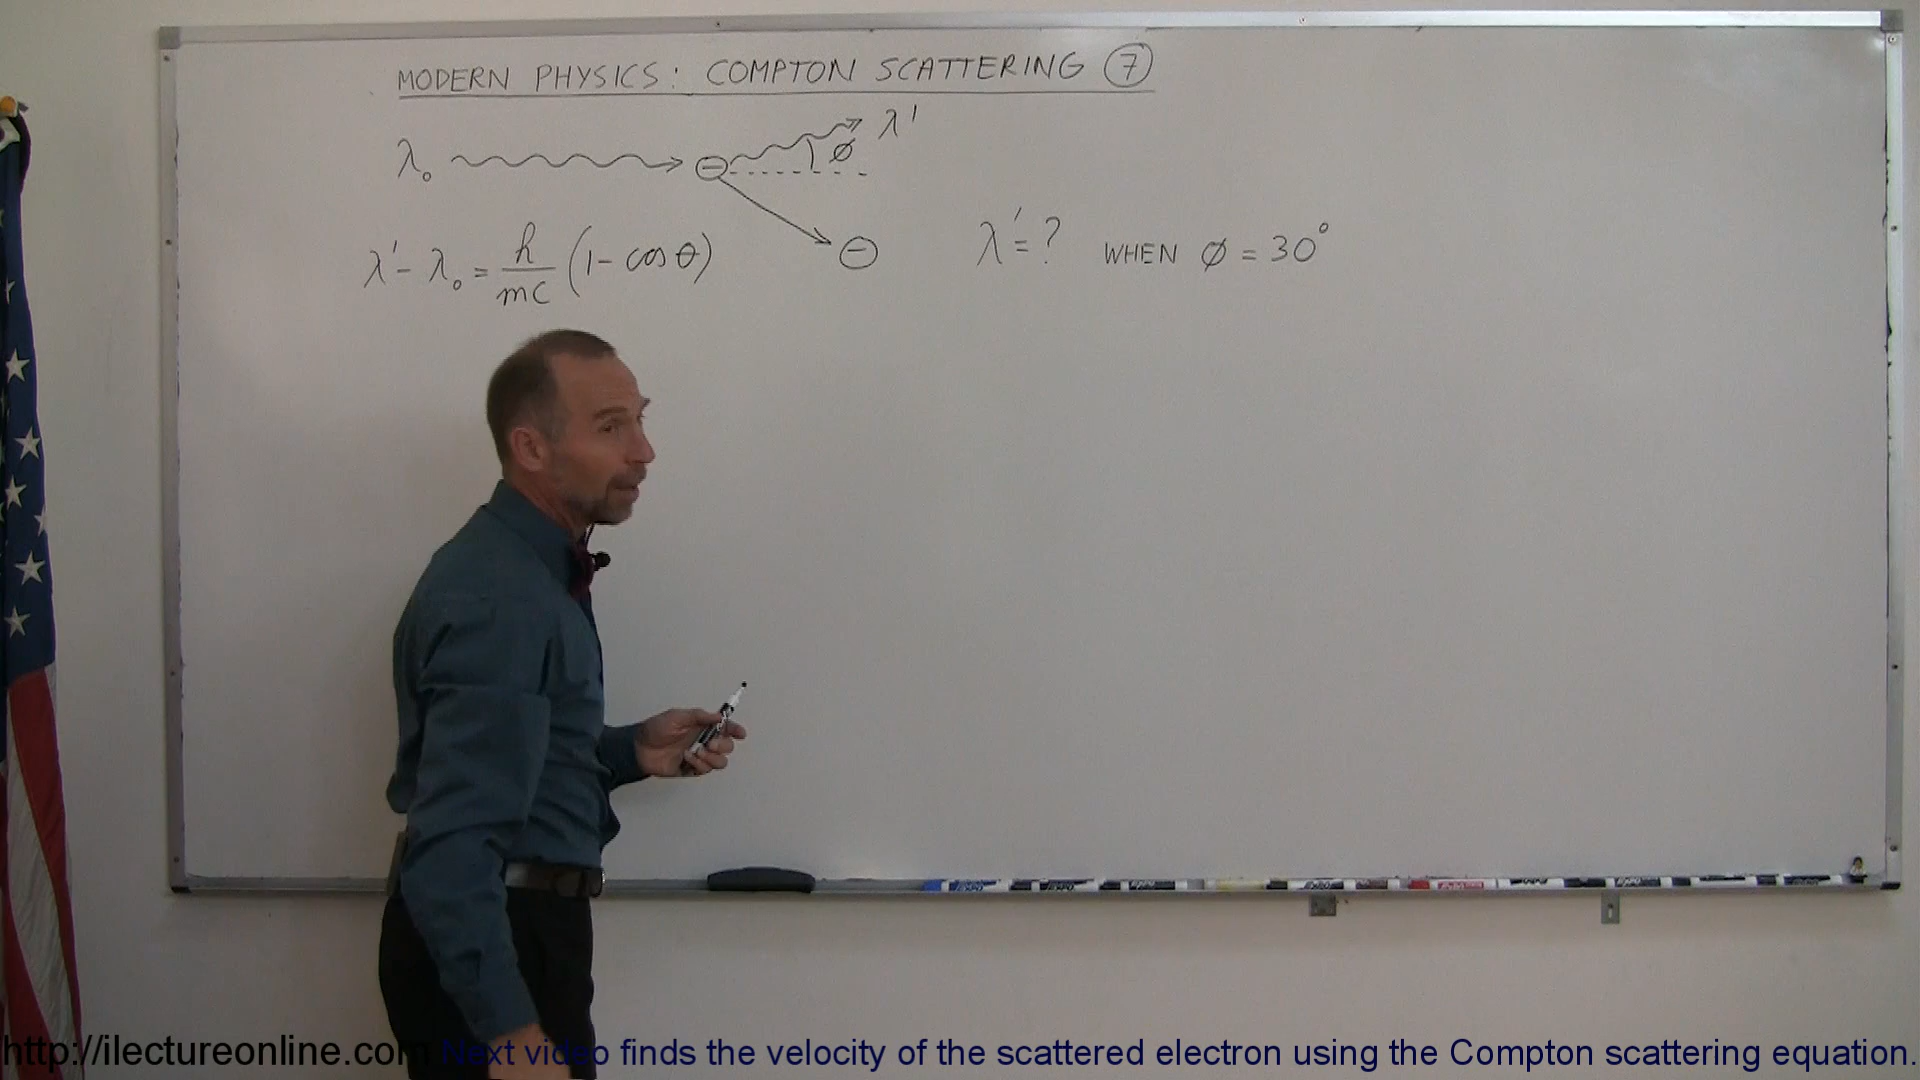 MODERN PHYSICS: COMPTON SCATTERING 7
λ₀ λ' ø
λ' - λ₀ = h/mc (1 - cos θ)
λ' = ? WHEN ø = 30°
http://ilectureonline.com Next video finds the velocity of the scattered electron using the Compton scattering equation.